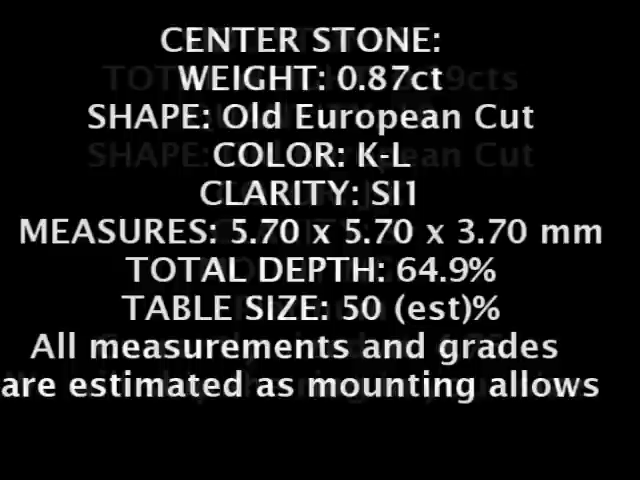 CENTER STONE:
WEIGHT: 0.87ct
SHAPE: Old European Cut
COLOR: K-L
CLARITY: SI1
MEASURES: 5.70 x 5.70 x 3.70 mm
TOTAL DEPTH: 64.9%
TABLE SIZE: 50 (est)%
All measurements and grades
are estimated as mounting allows